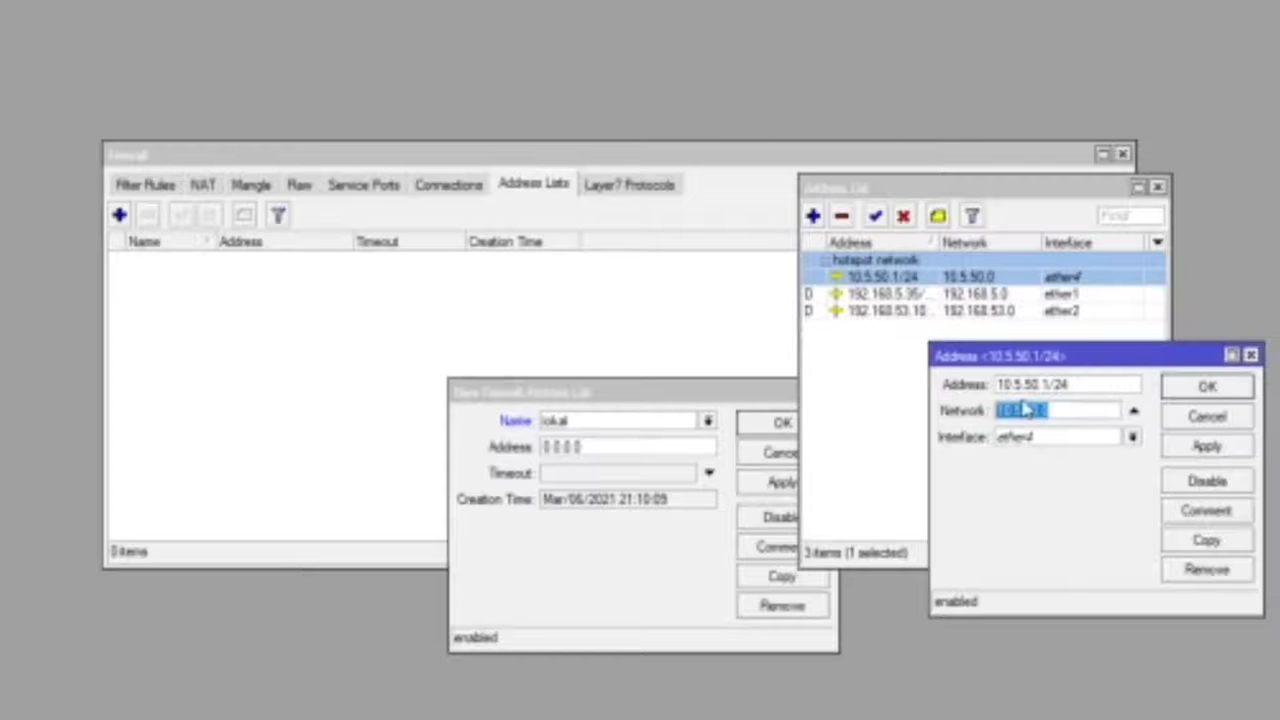 Firewall
Filter Rules NAT Mangle Raw Service Ports Connections Address Lists Layer7 Protocols
Name Address Timeout Creation Time
0 items
New Firewall Address List
Name: lokal
Address: 0.0.0.0
Timeout:
Creation Time: Mar/06/2021 21:10:09
OK
Cance
Apply
Disable
Comme
Copy
Remove
enabled
Address List
Find
Address Network Interface
::: hotspot network
10.5.50.1/24 10.5.50.0 ether4
D 192.168.5.35/... 192.168.5.0 ether1
D 192.168.53.10... 192.168.53.0 ether2
3 items (1 selected)
Address <10.5.50.1/24>
Address: 10.5.50.1/24
Network:
Interface: ether4
OK
Cancel
Apply
Disable
Comment
Copy
Remove
enabled